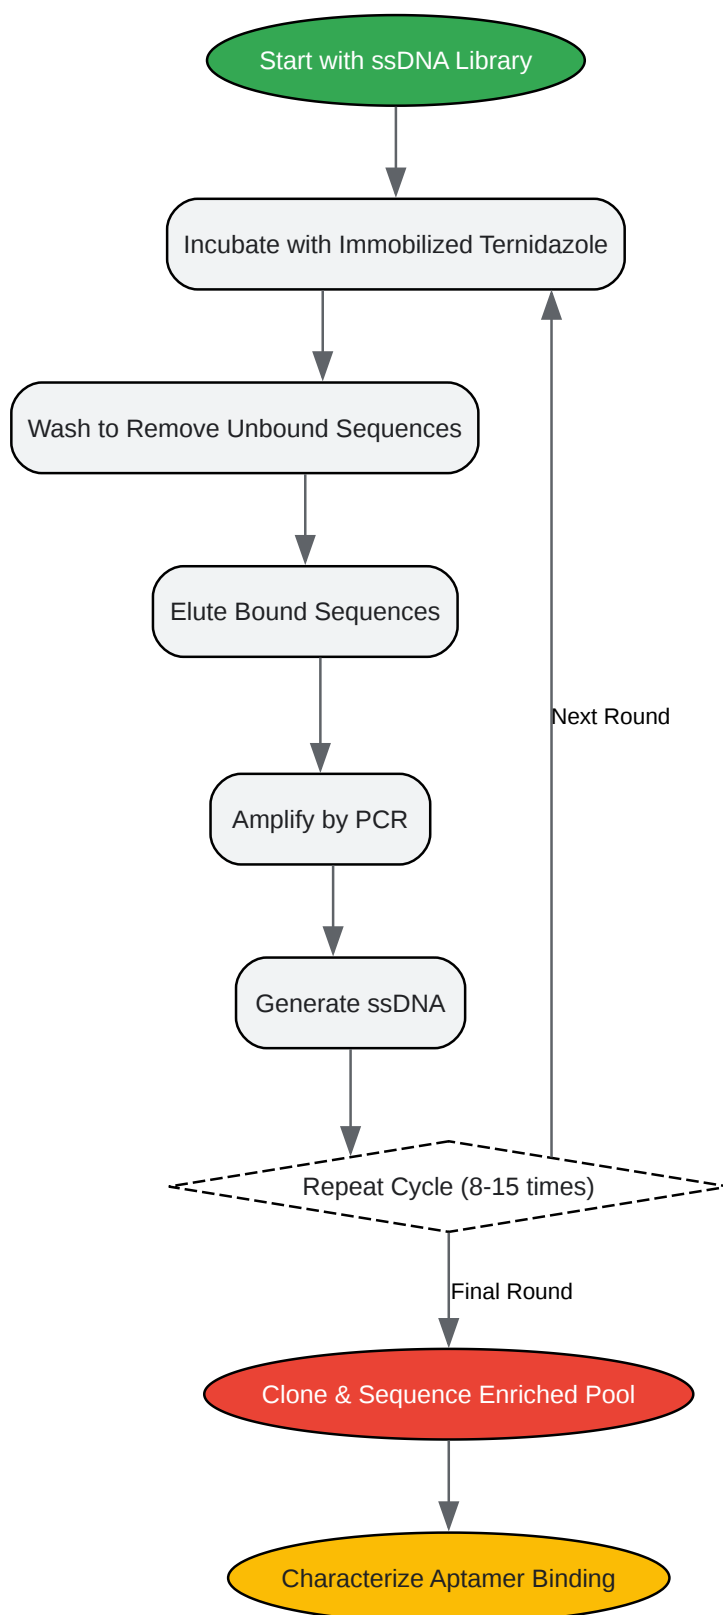 Start with ssDNA Library
Incubate with Immobilized Ternidazole
Wash to Remove Unbound Sequences
Elute Bound Sequences
Next Round
Amplify by PCR
Generate ssDNA
Repeat Cycle (8-15 times)
Final Round
Clone & Sequence Enriched Pool
Characterize Aptamer Binding